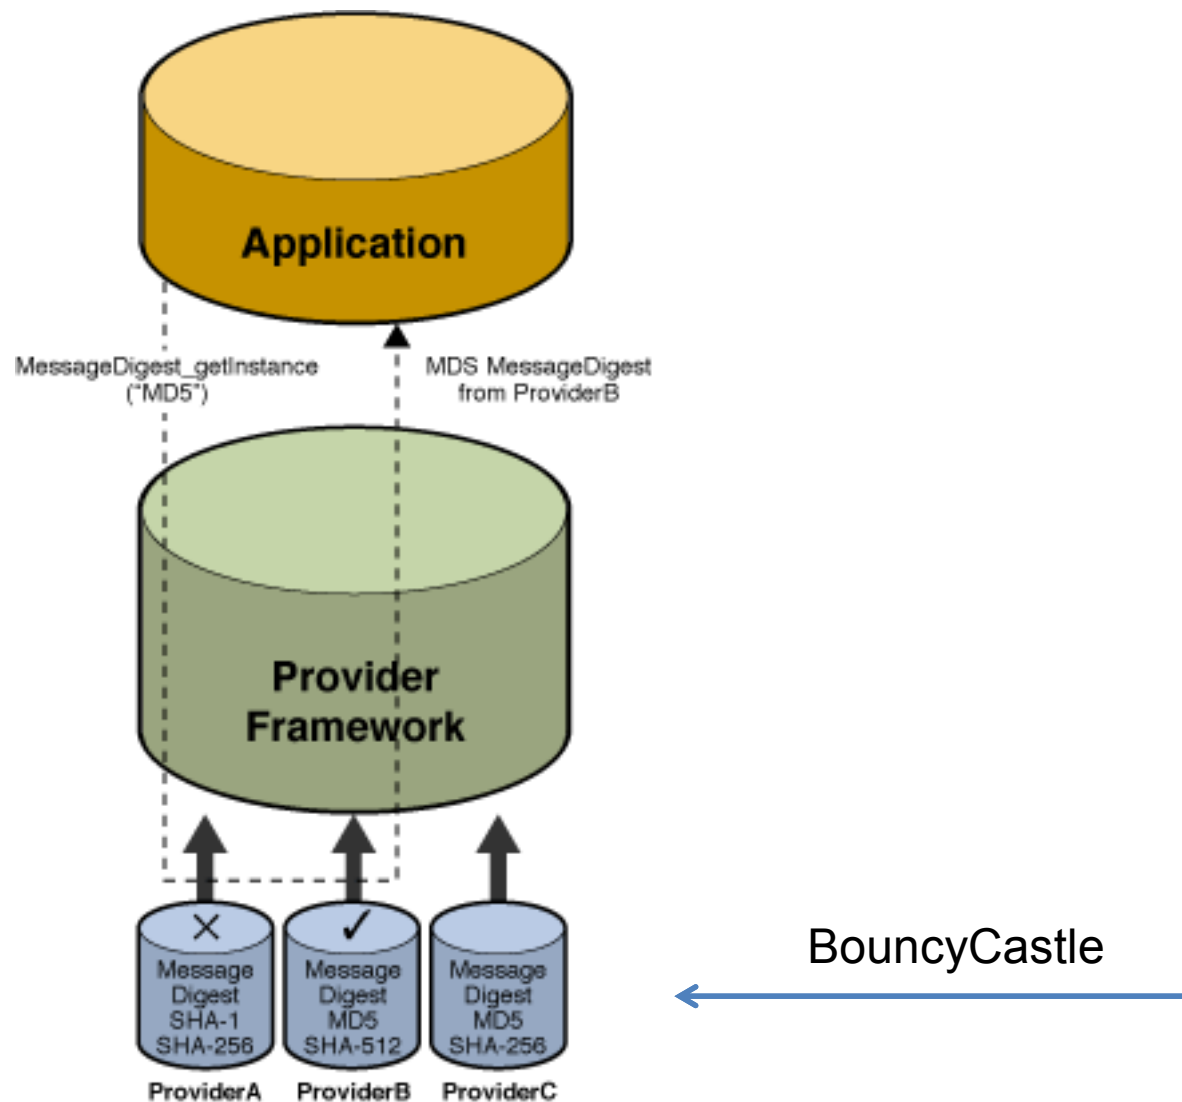 Application
MessageDigest_getInstance
(“MD5”)
MDS MessageDigest
from ProviderB
Provider
Framework
Message
Digest
SHA-1
SHA-256
ProviderA
Message
Digest
MD5
SHA-512
ProviderB
Message
Digest
MD5
SHA-256
ProviderC
BouncyCastle